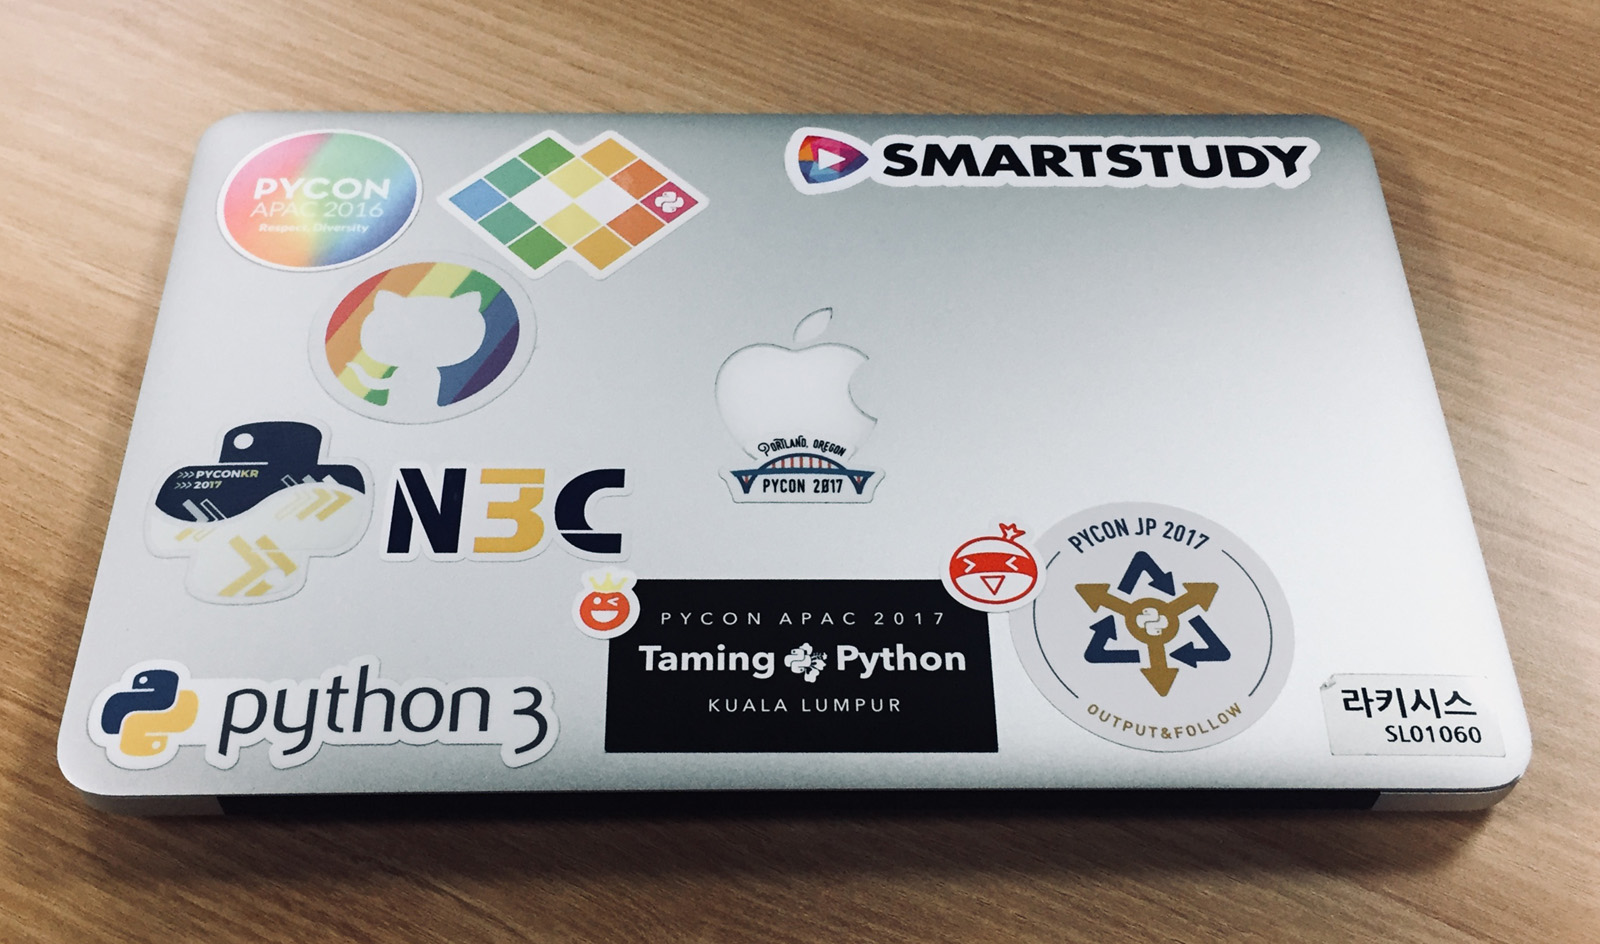 PYCON
APAC 2016
Respect, Diversity
SMARTSTUDY
>>> PYCONKR
>>> 2017
N3C
PORTLAND, OREGON
PYCON 2017
PYCON APAC 2017
Taming Python
KUALA LUMPUR
PYCON JP 2017
OUTPUT&FOLLOW
python 3
라키시스
SL01060